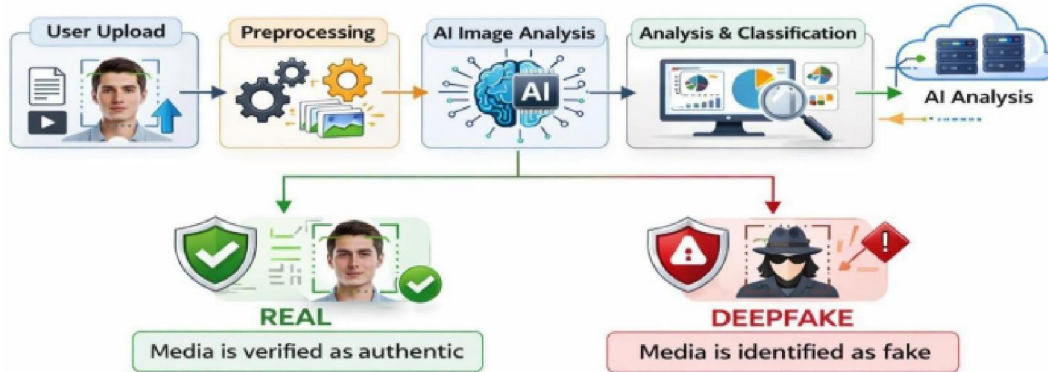 User Upload
Preprocessing
AI Image Analysis
Analysis & Classification
AI
AI Analysis
REAL
DEEPFAKE
Media is verified as authentic
Media is identified as fake